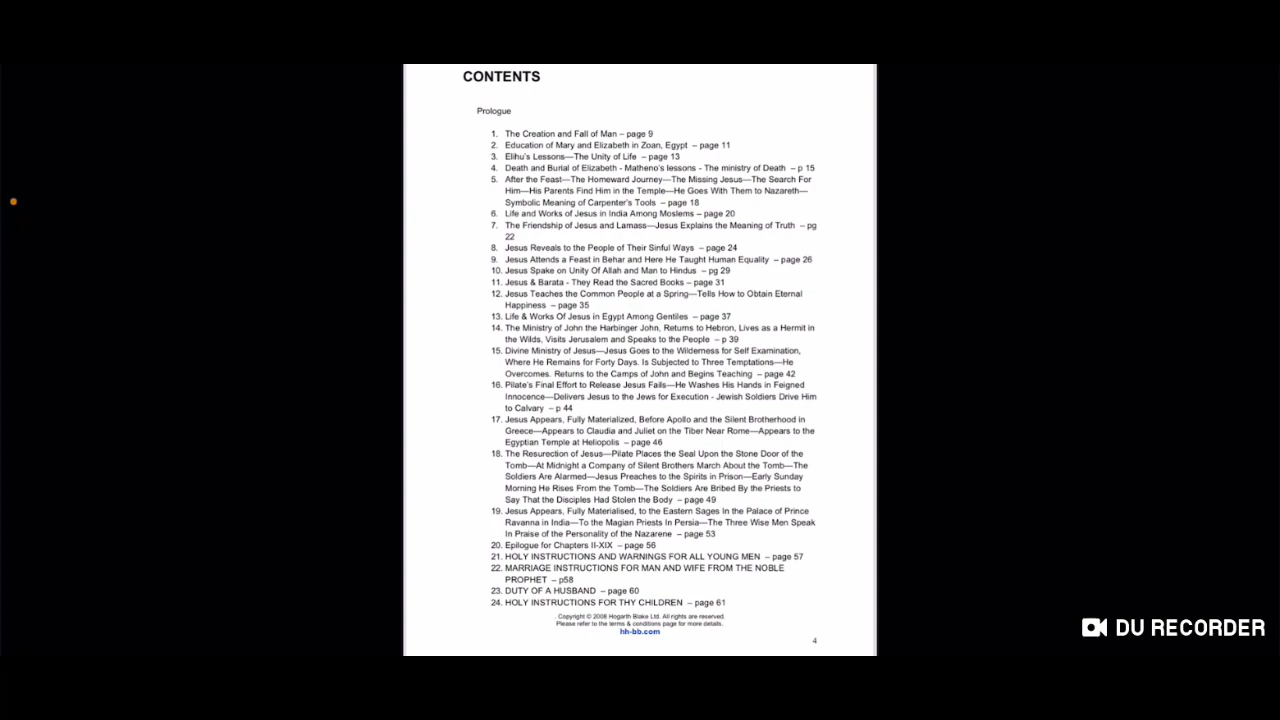 CONTENTS
Prologue
1. The Creation and Fall of Man – page 9
2. Education of Mary and Elizabeth in Zoan, Egypt – page 11
3. Elihu's Lessons—The Unity of Life – page 13
4. Death and Burial of Elizabeth - Matheno's lessons - The ministry of Death – p 15
5. After the Feast—The Homeward Journey—The Missing Jesus—The Search For
Him—His Parents Find Him in the Temple—He Goes With Them to Nazareth—
Symbolic Meaning of Carpenter's Tools – page 18
6. Life and Works of Jesus in India Among Moslems – page 20
7. The Friendship of Jesus and Lamass—Jesus Explains the Meaning of Truth – pg
22
8. Jesus Reveals to the People of Their Sinful Ways – page 24
9. Jesus Attends a Feast in Behar and Here He Taught Human Equality – page 26
10. Jesus Spake on Unity Of Allah and Man to Hindus – pg 29
11. Jesus & Barata - They Read the Sacred Books – page 31
12. Jesus Teaches the Common People at a Spring—Tells How to Obtain Eternal
Happiness – page 35
13. Life & Works Of Jesus in Egypt Among Gentiles – page 37
14. The Ministry of John the Harbinger John, Returns to Hebron, Lives as a Hermit in
the Wilds, Visits Jerusalem and Speaks to the People – p 39
15. Divine Ministry of Jesus—Jesus Goes to the Wilderness for Self Examination,
Where He Remains for Forty Days. Is Subjected to Three Temptations—He
Overcomes. Returns to the Camps of John and Begins Teaching – page 42
16. Pilate's Final Effort to Release Jesus Fails—He Washes His Hands in Feigned
Innocence—Delivers Jesus to the Jews for Execution - Jewish Soldiers Drive Him
to Calvary – p 44
17. Jesus Appears, Fully Materialized, Before Apollo and the Silent Brotherhood in
Greece—Appears to Claudia and Juliet on the Tiber Near Rome—Appears to the
Egyptian Temple at Heliopolis – page 46
18. The Resurection of Jesus—Pilate Places the Seal Upon the Stone Door of the
Tomb—At Midnight a Company of Silent Brothers March About the Tomb—The
Soldiers Are Alarmed—Jesus Preaches to the Spirits in Prison—Early Sunday
Morning He Rises From the Tomb—The Soldiers Are Bribed By the Priests to
Say That the Disciples Had Stolen the Body – page 49
19. Jesus Appears, Fully Materialised, to the Eastern Sages In the Palace of Prince
Ravanna in India—To the Magian Priests In Persia—The Three Wise Men Speak
In Praise of the Personality of the Nazarene – page 53
20. Epilogue for Chapters II-XIX – page 56
21. HOLY INSTRUCTIONS AND WARNINGS FOR ALL YOUNG MEN – page 57
22. MARRIAGE INSTRUCTIONS FOR MAN AND WIFE FROM THE NOBLE
PROPHET – p58
23. DUTY OF A HUSBAND – page 60
24. HOLY INSTRUCTIONS FOR THY CHILDREN – page 61
. Copyright © 2008 Hogarth Blake Ltd. All rights are reserved.
Please refer to the terms & conditions page for more details.
hh-bb.com
4
DU RECORDER